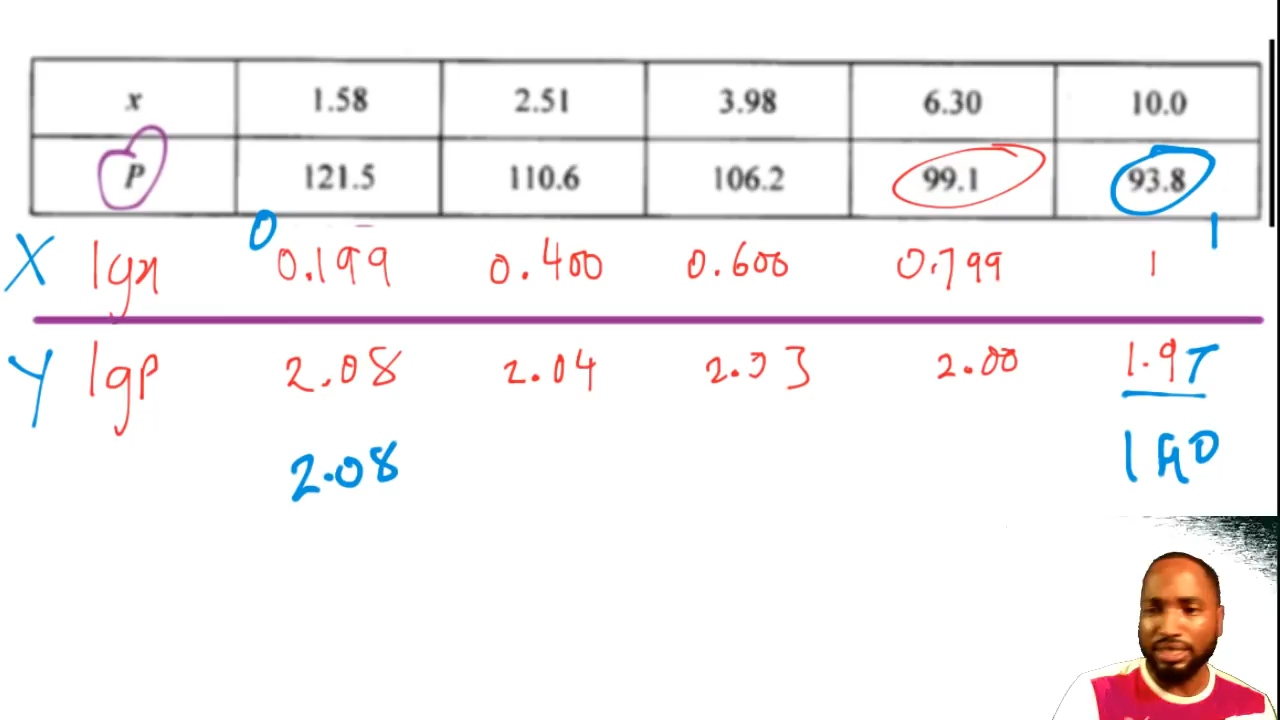 x 1.58 2.51 3.98 6.30 10.0
P 121.5 110.6 106.2 99.1 93.8
0 1
X lgx 0.199 0.400 0.600 0.799 1
Y lgp 2.08 2.04 2.03 2.00 1.97
2.08